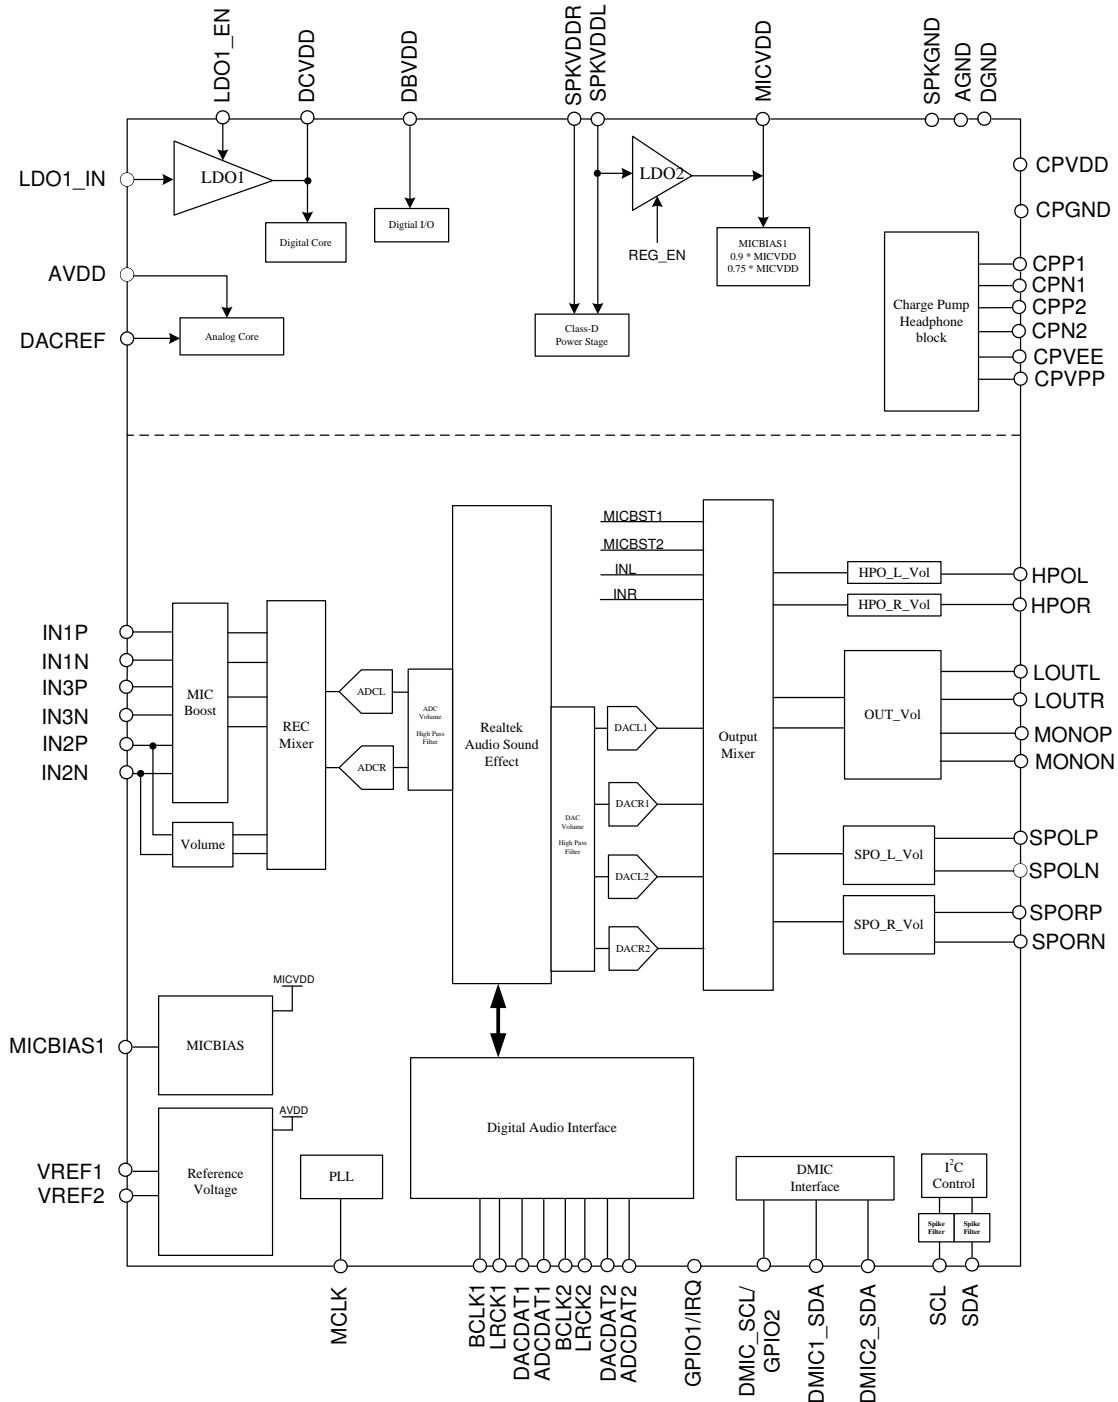 LDO1_EN
DCVDD
DBVDD
SPKVDDR
SPKVDDL
MICVDD
SPKGND
AGND
DGND
LDO1_IN
LDO1
LDO2
CPVDD
CPGND
Digital Core
Digtial I/O
REG_EN
MICBIAS1
0.9 * MICVDD
0.75 * MICVDD
AVDD
DACREF
Analog Core
Class-D
Power Stage
Charge Pump
Headphone
block
CPP1
CPN1
CPP2
CPN2
CPVEE
CPVPP
MICBST1
MICBST2
INL
INR
HPO_L_Vol
HPOL
HPO_R_Vol
HPOR
IN1P
IN1N
IN3P
IN3N
IN2P
IN2N
MIC
Boost
Volume
REC
Mixer
ADCL
ADCR
ADC
Volume
High Pass
Filter
Realtek
Audio Sound
Effect
DAC
Volume
High Pass
Filter
DACL1
DACR1
DACL2
DACR2
Output
Mixer
OUT_Vol
LOUTL
LOUTR
MONOP
MONON
SPO_L_Vol
SPOLP
SPOLN
SPO_R_Vol
SPORP
SPORN
MICVDD
MICBIAS1
MICBIAS
AVDD
VREF1
VREF2
Reference
Voltage
PLL
Digital Audio Interface
DMIC
Interface
I²C
Control
Spike
Filter
Spike
Filter
MCLK
BCLK1
LRCK1
DACDAT1
ADCDAT1
BCLK2
LRCK2
DACDAT2
ADCDAT2
GPIO1/IRQ
DMIC_SCL/
GPIO2
DMIC1_SDA
DMIC2_SDA
SCL
SDA